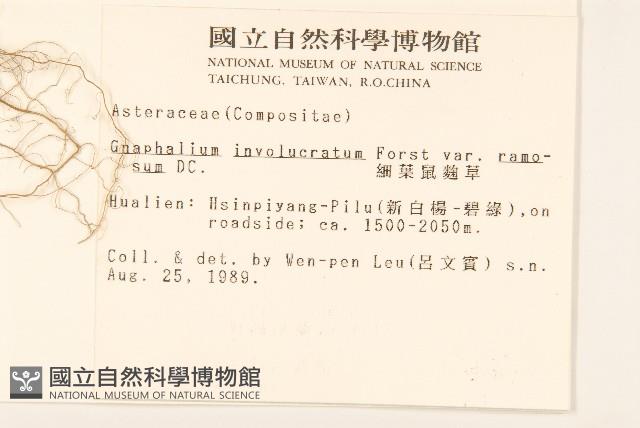 國立自然科學博物館
NATIONAL MUSEUM OF NATURAL SCIENCE
TAICHUNG, TAIWAN, R.O.CHINA
Asteraceae(Compositae)
Gnaphalium involucratum Forst var. ramo-
sum DC. 細葉鼠麴草
Hualien: Hsinpiyang-Pilu(新白楊-碧綠),on
roadside; ca. 1500-2050m.
Coll. & det. by Wen-pen Leu(呂文賓) s.n.
Aug. 25, 1989.
國立自然科學博物館
NATIONAL MUSEUM OF NATURAL SCIENCE